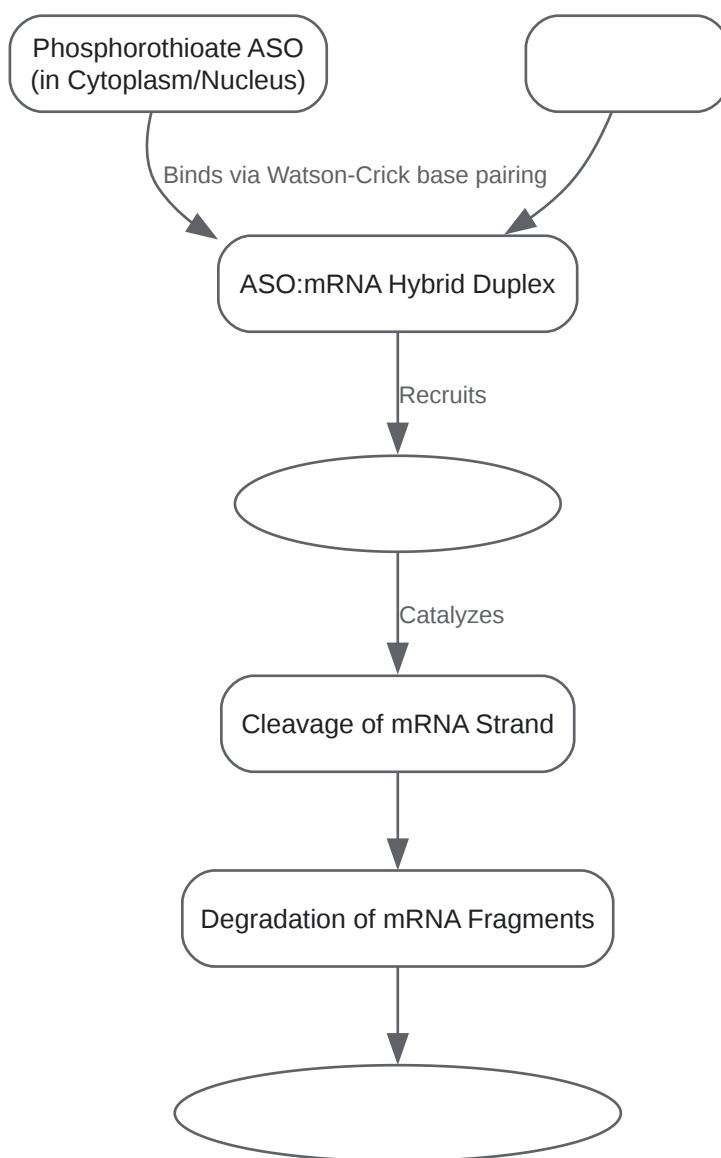 Phosphorothioate ASO
(in Cytoplasm/Nucleus)
Binds via Watson-Crick base pairing
ASO:mRNA Hybrid Duplex
Recruits
Catalyzes
Cleavage of mRNA Strand
Degradation of mRNA Fragments